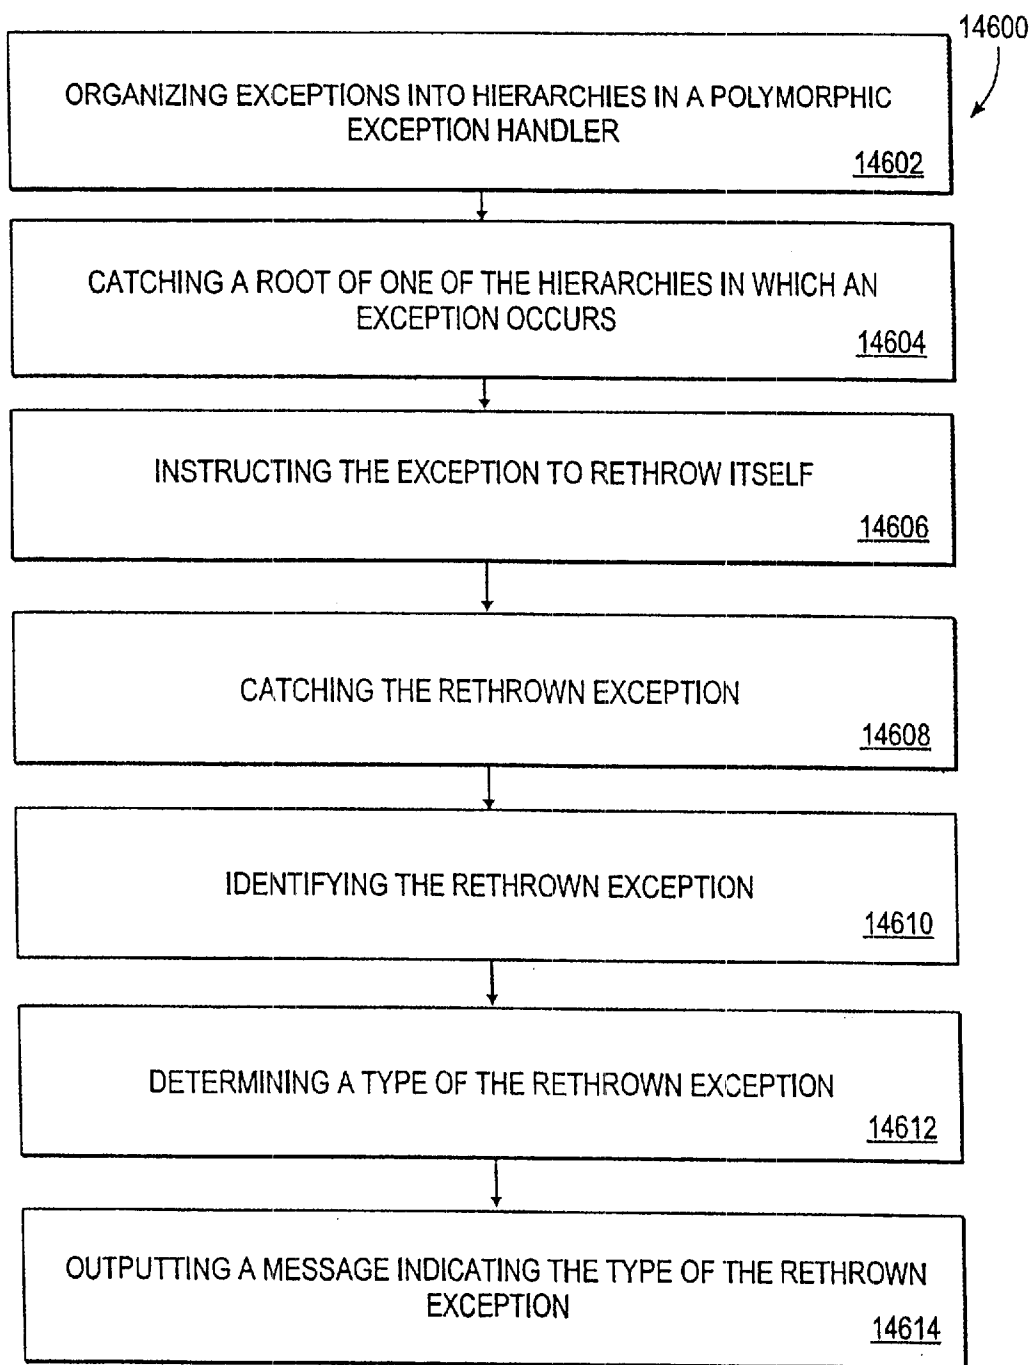 14600
ORGANIZING EXCEPTIONS INTO HIERARCHIES IN A POLYMORPHIC
EXCEPTION HANDLER
14602
CATCHING A ROOT OF ONE OF THE HIERARCHIES IN WHICH AN
EXCEPTION OCCURS
14604
INSTRUCTING THE EXCEPTION TO RETHROW ITSELF
14606
CATCHING THE RETHROWN EXCEPTION
14608
IDENTIFYING THE RETHROWN EXCEPTION
14610
DETERMINING A TYPE OF THE RETHROWN EXCEPTION
14612
OUTPUTTING A MESSAGE INDICATING THE TYPE OF THE RETHROWN
EXCEPTION
14614